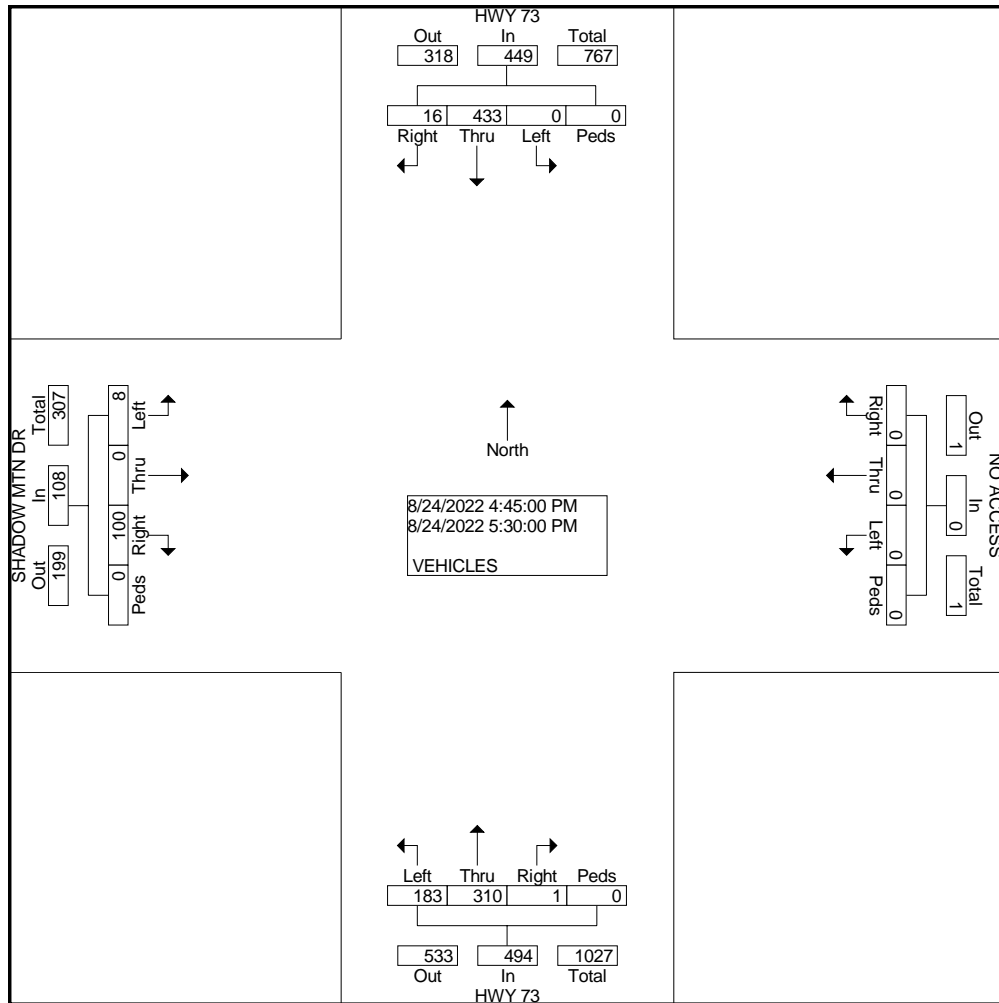 HWY 73
Out In Total
318 449 767
16 433 0 0
Right Thru Left Peds
SHADOW MTN DR
Total In Out
307 108 199
8 0 100 0
Left Thru Right Peds
North
8/24/2022 4:45:00 PM
8/24/2022 5:30:00 PM
VEHICLES
Right Thru Left Peds
0 0 0 0
Out In Total
1 0 1
NO ACCESS
Left Thru Right Peds
183 310 1 0
533 494 1027
Out In Total
HWY 73